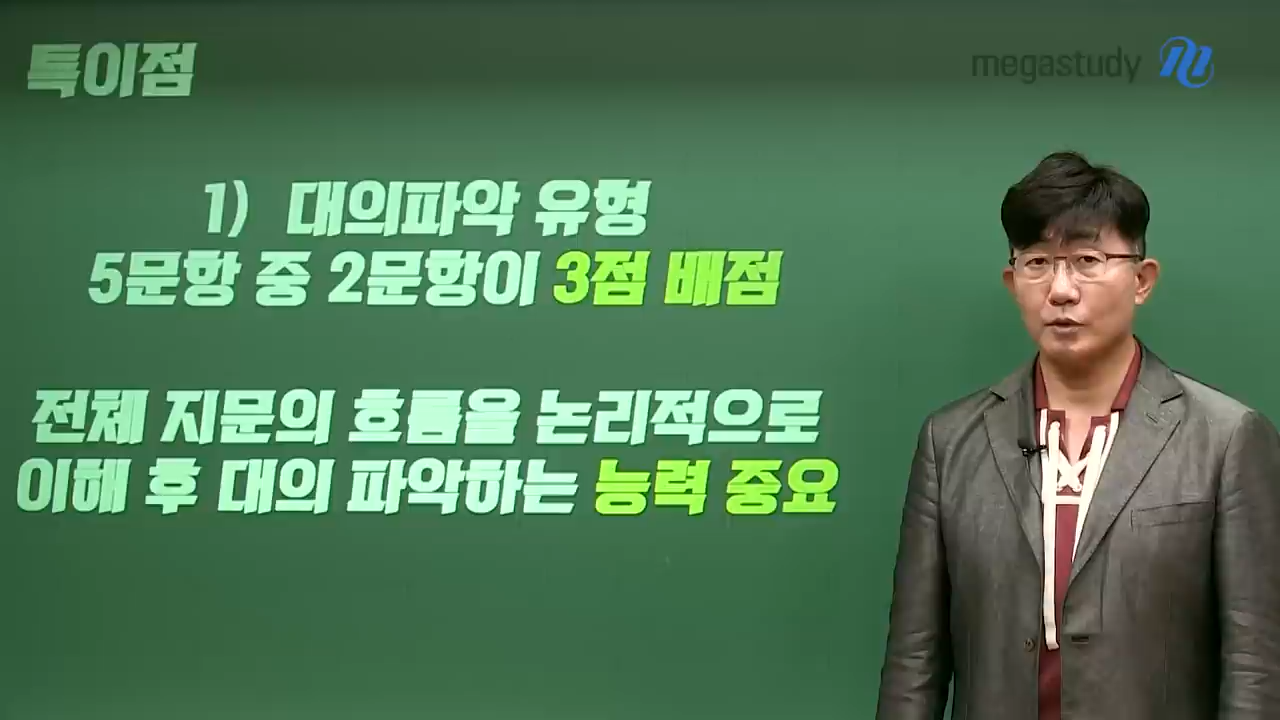 특이점
megastudy
1) 대의파악 유형
5문항 중 2문항이 3점 배점
전체 지문의 흐름을 논리적으로
이해 후 대의 파악하는 능력 중요